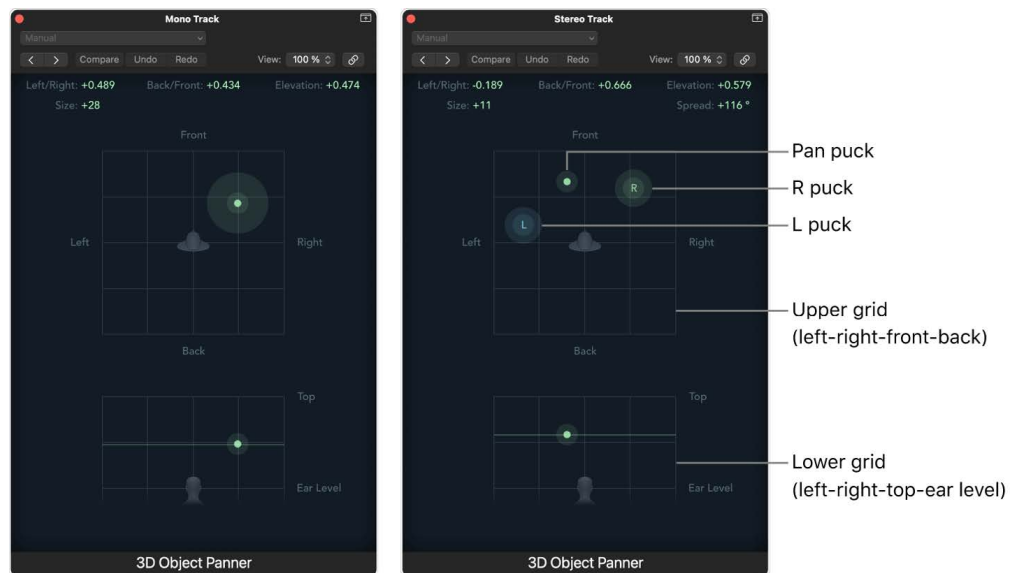 Mono Track
Manual
Compare Undo Redo View: 100 %
Left/Right: +0.489 Back/Front: +0.434 Elevation: +0.474
Size: +28
Front
Left
Right
Back
Top
Ear Level
3D Object Panner
Stereo Track
Manual
Compare Undo Redo View: 100 %
Left/Right: -0.189 Back/Front: +0.666 Elevation: +0.579
Size: +11 Spread: +116 °
Front
R
L
Left
Right
Back
Top
Ear Level
3D Object Panner
Pan puck
R puck
L puck
Upper grid
(left-right-front-back)
Lower grid
(left-right-top-ear level)